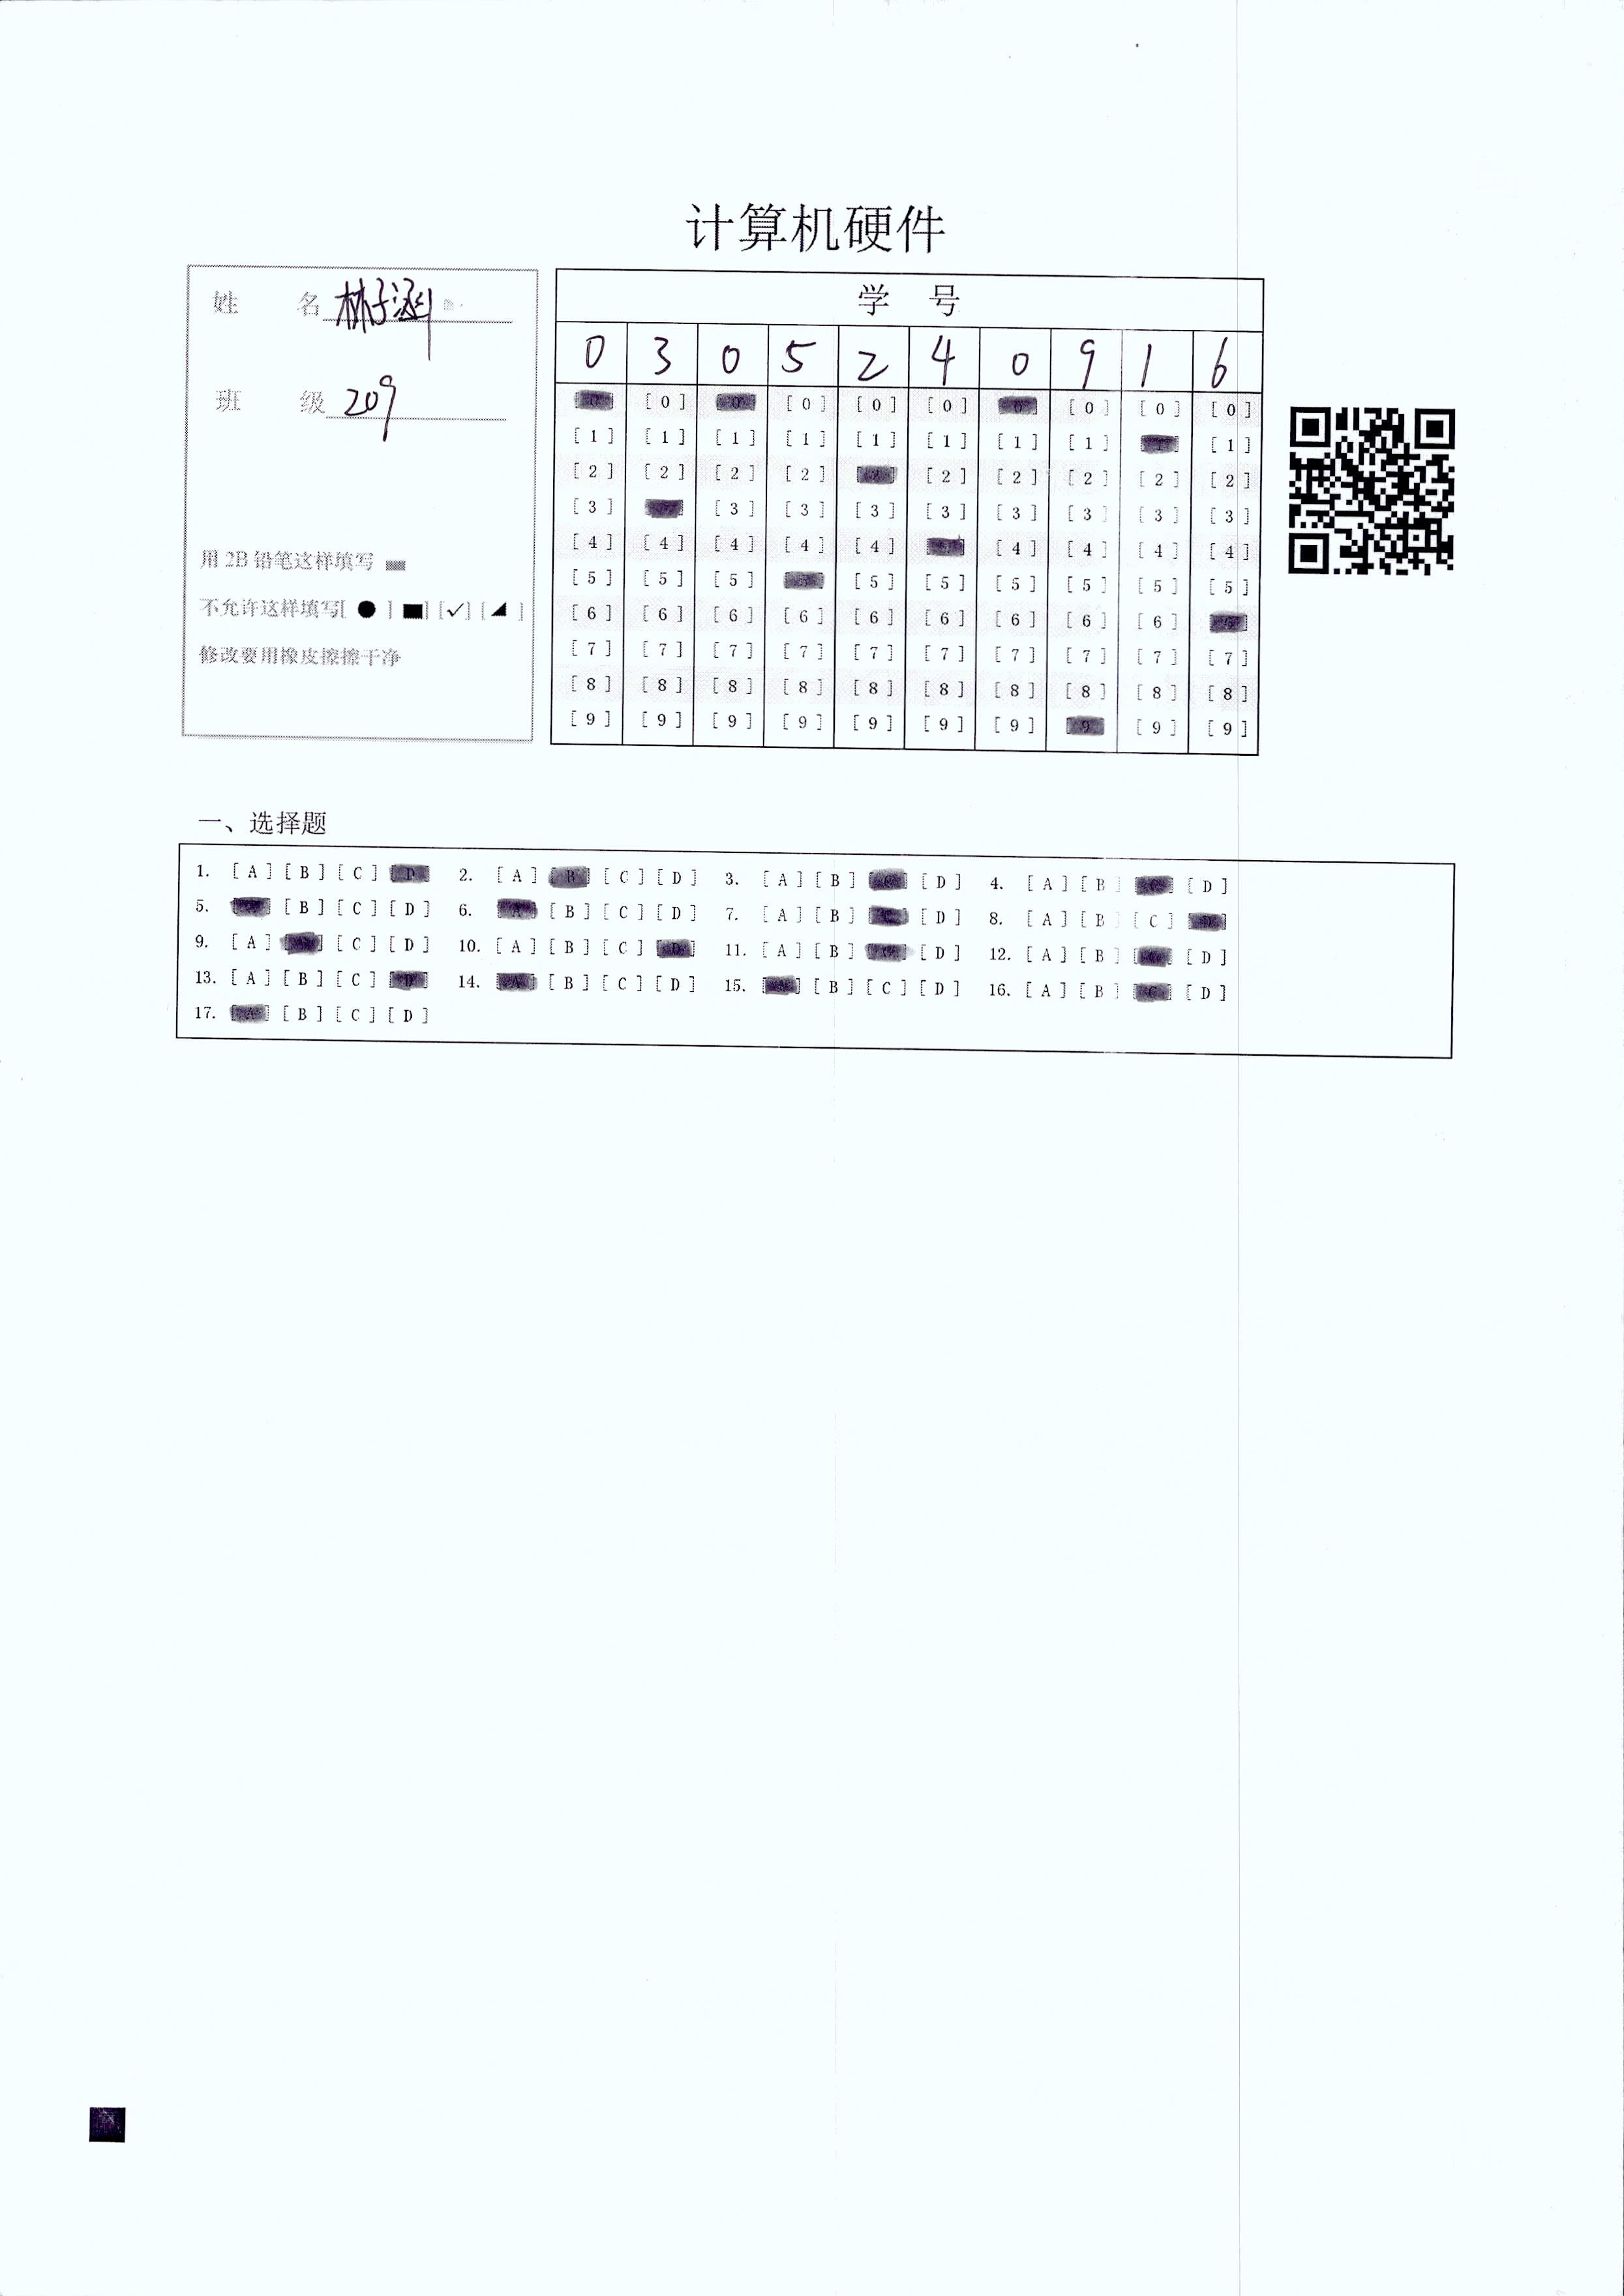 计算机硬件
姓 名 林子涵
班 级 209
用 2B 铅笔这样填写
不允许这样填写[ ● ] ■] [✓] [◢ ]
修改要用橡皮擦擦干净
学 号
0 3 0 5 2 4 0 9 1 6
[0] [0] [0] [0] [0] [0] [0] [0] [0] [0]
[1] [1] [1] [1] [1] [1] [1] [1] [1] [1]
[2] [2] [2] [2] [2] [2] [2] [2] [2] [2]
[3] [3] [3] [3] [3] [3] [3] [3] [3]
[4] [4] [4] [4] [4] [4] [4] [4] [4]
[5] [5] [5] [5] [5] [5] [5] [5] [5]
[6] [6] [6] [6] [6] [6] [6] [6] [6] [6]
[7] [7] [7] [7] [7] [7] [7] [7] [7] [7]
[8] [8] [8] [8] [8] [8] [8] [8] [8] [8]
[9] [9] [9] [9] [9] [9] [9] [9] [9] [9]
一、选择题
1. [A] [B] [C] [D] 2. [A] [B] [C] [D] 3. [A] [B] [C] [D] 4. [A] [B] [C] [D]
5. [B] [C] [D] 6. [A] [B] [C] [D] 7. [A] [B] [C] [D] 8. [A] [B] [C] [D]
9. [A] [C] [D] 10. [A] [B] [C] [D] 11. [A] [B] [D] 12. [A] [B] [C] [D]
13. [A] [B] [C] [D] 14. [A] [B] [C] [D] 15. [A] [B] [C] [D] 16. [A] [B] [C] [D]
17. [A] [B] [C] [D]